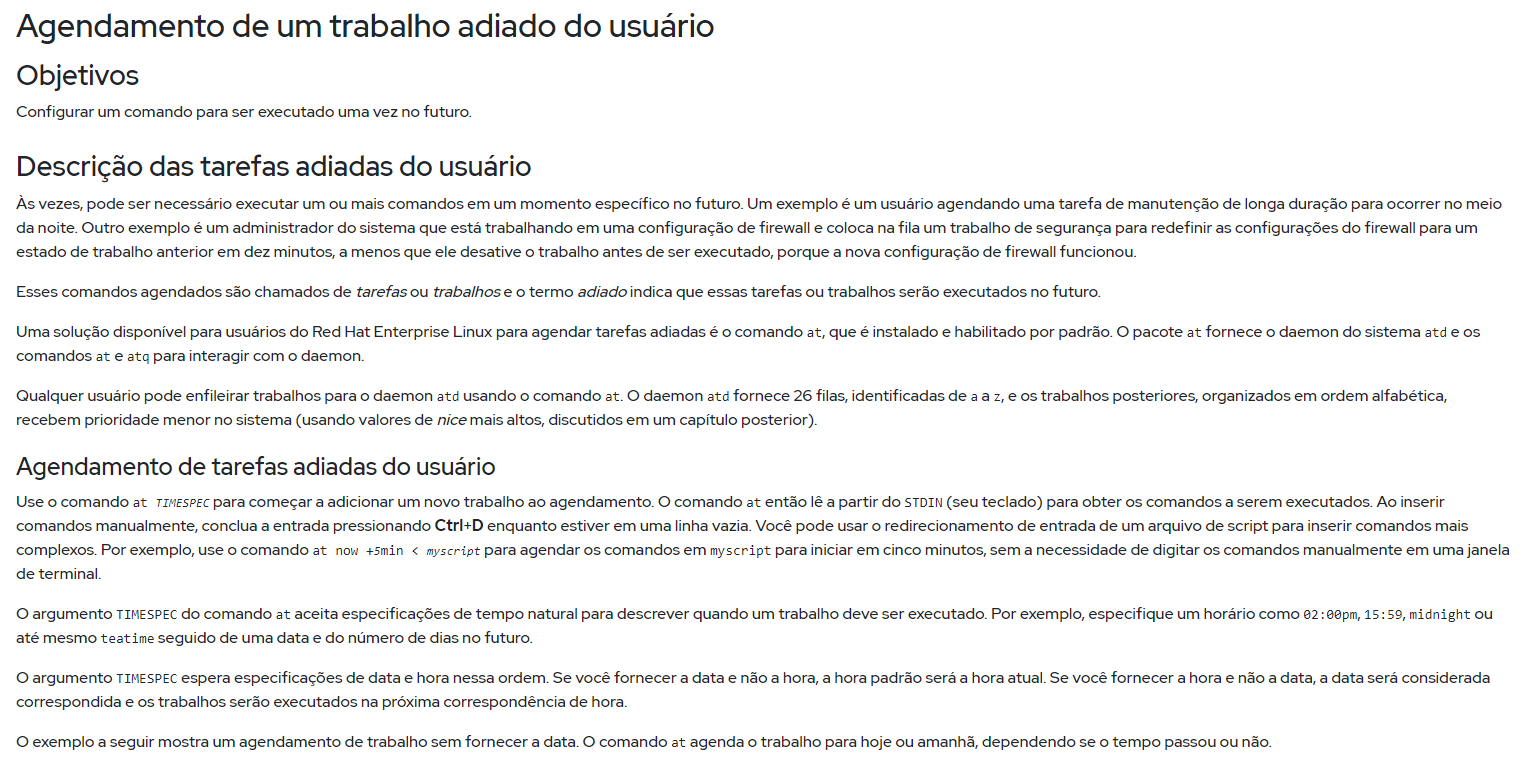 Agendamento de um trabalho adiado do usuário
Objetivos
Configurar um comando para ser executado uma vez no futuro.
Descrição das tarefas adiadas do usuário
Às vezes, pode ser necessário executar um ou mais comandos em um momento específico no futuro. Um exemplo é um usuário agendando uma tarefa de manutenção de longa duração para ocorrer no meio
da noite. Outro exemplo é um administrador do sistema que está trabalhando em uma configuração de firewall e coloca na fila um trabalho de segurança para redefinir as configurações do firewall para um
estado de trabalho anterior em dez minutos, a menos que ele desative o trabalho antes de ser executado, porque a nova configuração de firewall funcionou.
Esses comandos agendados são chamados de tarefas ou trabalhos e o termo adiado indica que essas tarefas ou trabalhos serão executados no futuro.
Uma solução disponível para usuários do Red Hat Enterprise Linux para agendar tarefas adiadas é o comando at, que é instalado e habilitado por padrão. O pacote at fornece o daemon do sistema atd e os
comandos at e atq para interagir com o daemon.
Qualquer usuário pode enfileirar trabalhos para o daemon atd usando o comando at. O daemon atd fornece 26 filas, identificadas de a a z, e os trabalhos posteriores, organizados em ordem alfabética,
recebem prioridade menor no sistema (usando valores de nice mais altos, discutidos em um capítulo posterior).
Agendamento de tarefas adiadas do usuário
Use o comando at TIMESPEC para começar a adicionar um novo trabalho ao agendamento. O comando at então lê a partir do STDIN (seu teclado) para obter os comandos a serem executados. Ao inserir
comandos manualmente, conclua a entrada pressionando Ctrl+D enquanto estiver em uma linha vazia. Você pode usar o redirecionamento de entrada de um arquivo de script para inserir comandos mais
complexos. Por exemplo, use o comando at now +5min < myscript para agendar os comandos em myscript para iniciar em cinco minutos, sem a necessidade de digitar os comandos manualmente em uma janela
de terminal.
O argumento TIMESPEC do comando at aceita especificações de tempo natural para descrever quando um trabalho deve ser executado. Por exemplo, especifique um horário como 02:00pm, 15:59, midnight ou
até mesmo teatime seguido de uma data e do número de dias no futuro.
O argumento TIMESPEC espera especificações de data e hora nessa ordem. Se você fornecer a data e não a hora, a hora padrão será a hora atual. Se você fornecer a hora e não a data, a data será considerada
correspondida e os trabalhos serão executados na próxima correspondência de hora.
O exemplo a seguir mostra um agendamento de trabalho sem fornecer a data. O comando at agenda o trabalho para hoje ou amanhã, dependendo se o tempo passou ou não.